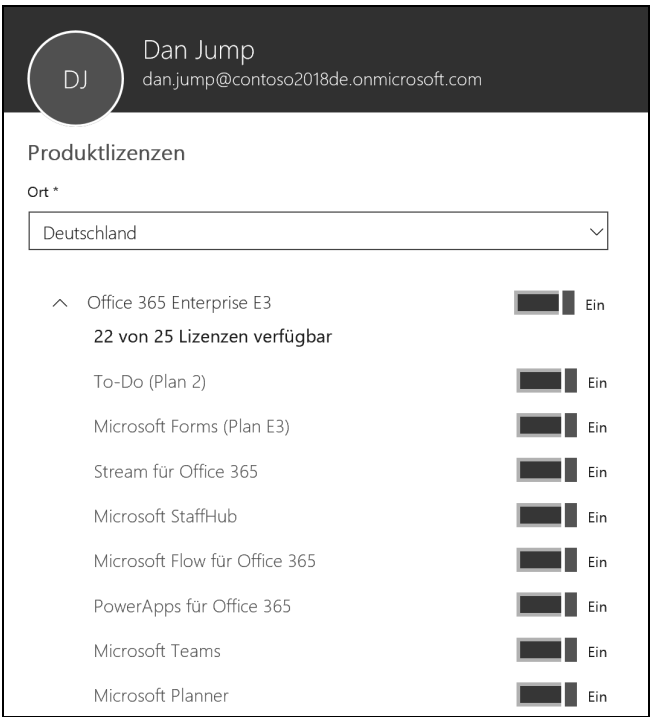 DJ
Dan Jump
dan.jump@contoso2018de.onmicrosoft.com
Produktlizenzen
Ort *
Deutschland
Office 365 Enterprise E3 Ein
22 von 25 Lizenzen verfügbar
To-Do (Plan 2) Ein
Microsoft Forms (Plan E3) Ein
Stream für Office 365 Ein
Microsoft StaffHub Ein
Microsoft Flow für Office 365 Ein
PowerApps für Office 365 Ein
Microsoft Teams Ein
Microsoft Planner Ein